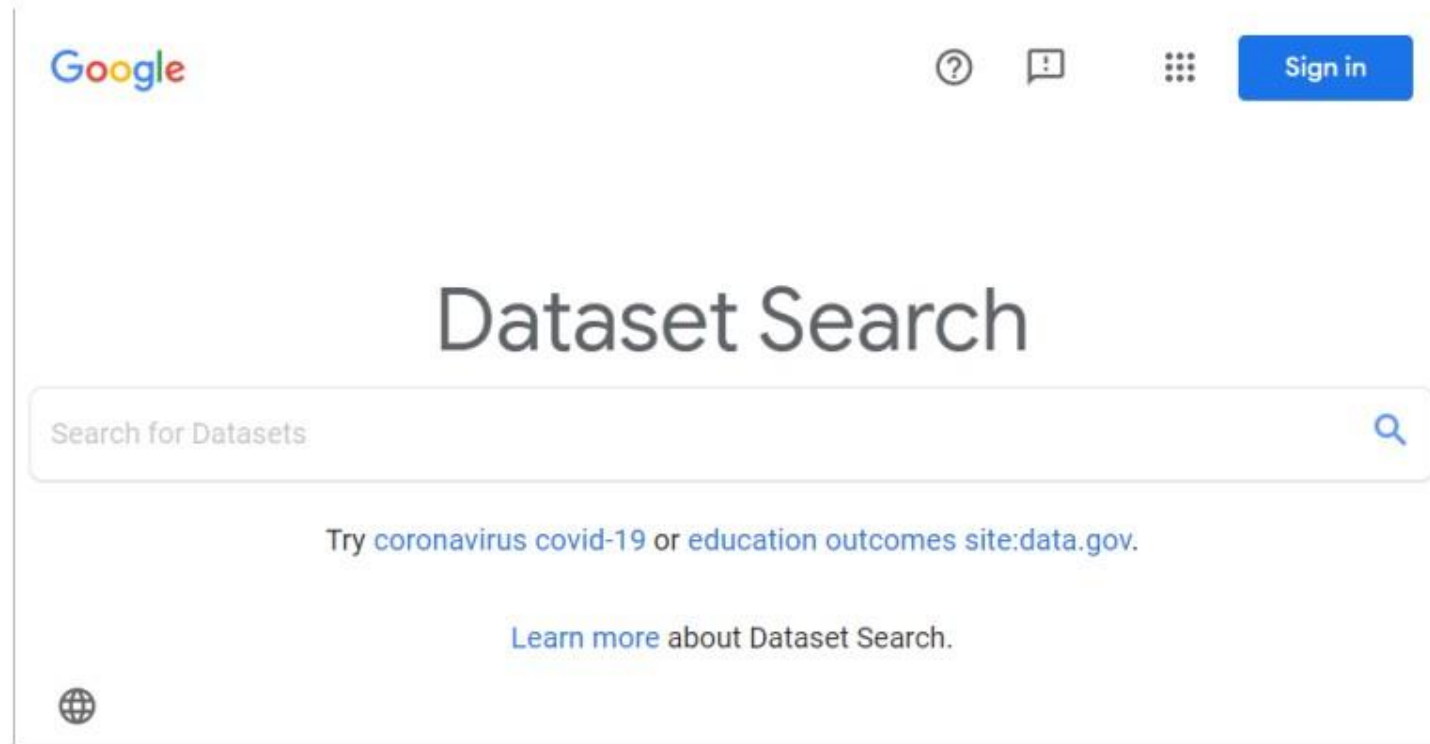 Google
Sign in
Dataset Search
Search for Datasets
Try coronavirus covid-19 or education outcomes site:data.gov.
Learn more about Dataset Search.